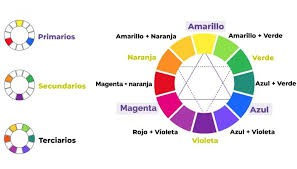 Primarios
Secundarios
Terciarios
Amarillo
Amarillo + Naranja
Amarillo + Verde
Naranja
Verde
Magenta + naranja
Azul + Verde
Magenta
Azul
Rojo + Violeta
Azul + Violeta
Violeta